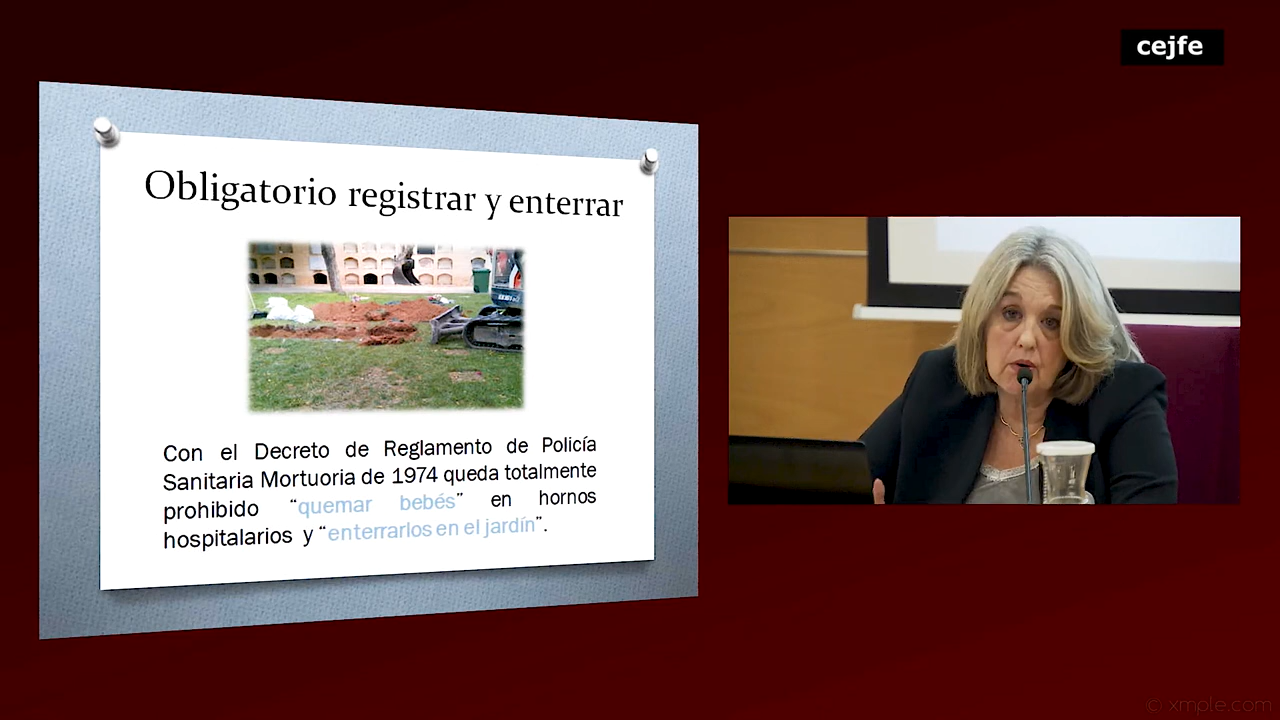 cejfe
Obligatorio registrar y enterrar
Con el Decreto de Reglamento de Policía
Sanitaria Mortuoria de 1974 queda totalmente
prohibido “quemar bebés” en hornos
hospitalarios y “enterrarlos en el jardín”.
© xmple.com